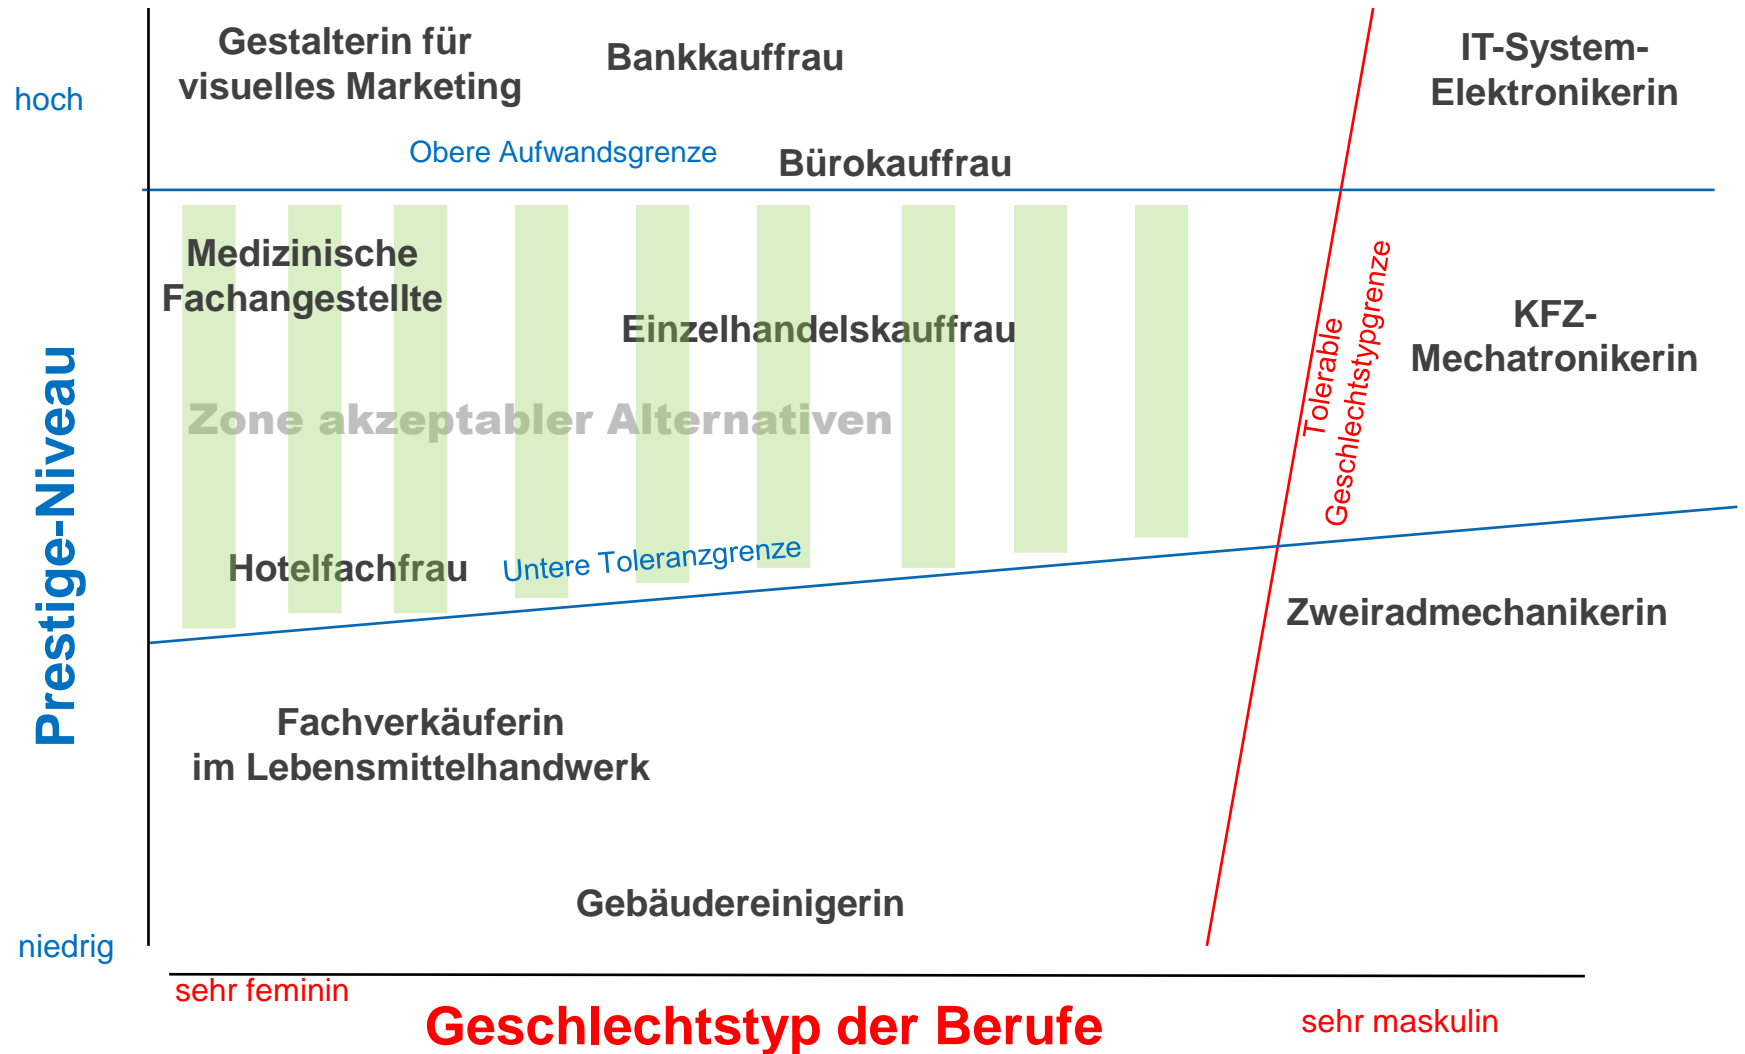 Gestalterin für
visuelles Marketing
Bankkauffrau
IT-System-
Elektronikerin
hoch
Obere Aufwandsgrenze
Bürokauffrau
Medizinische
Fachangestellte
Einzelhandelskauffrau
Tolerable
Geschlechtstypgrenze
KFZ-
Mechatronikerin
Zone akzeptabler Alternativen
Prestige-Niveau
Hotelfachfrau
Untere Toleranzgrenze
Zweiradmechanikerin
Fachverkäuferin
im Lebensmittelhandwerk
Gebäudereinigerin
niedrig
sehr feminin
Geschlechtstyp der Berufe
sehr maskulin